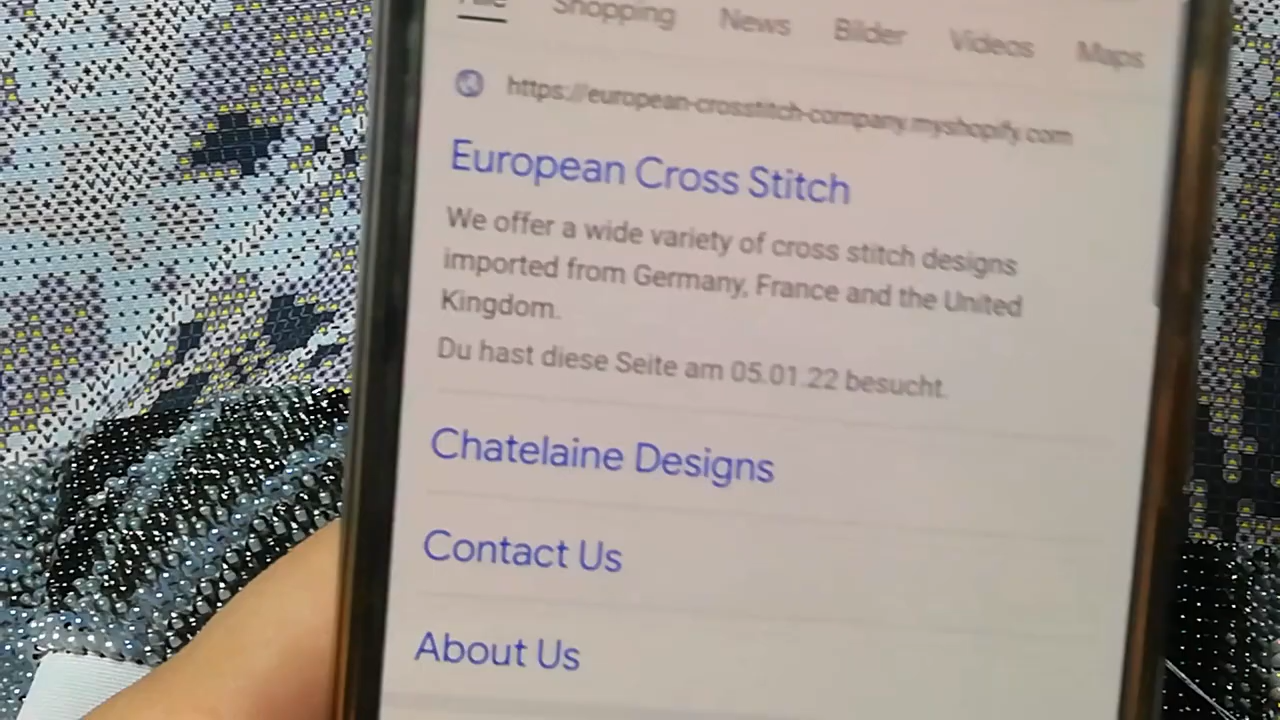 Alle Shopping News Bilder Videos Maps
https://european-crosstitch-company.myshopify.com
European Cross Stitch
We offer a wide variety of cross stitch designs
imported from Germany, France and the United
Kingdom.
Du hast diese Seite am 05.01.22 besucht.
Chatelaine Designs
Contact Us
About Us